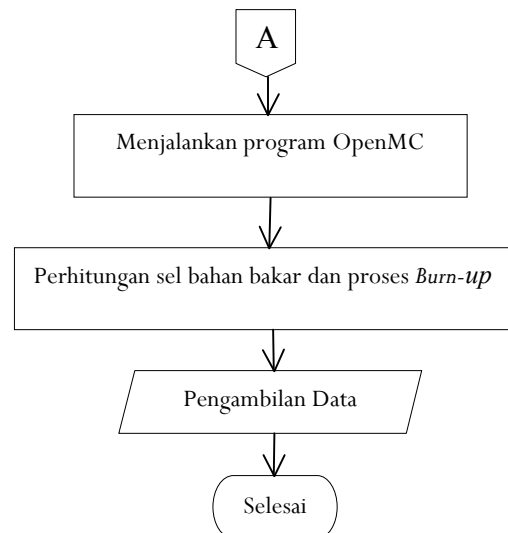 A
Menjalankan program OpenMC
Perhitungan sel bahan bakar dan proses Burn-up
Pengambilan Data
Selesai